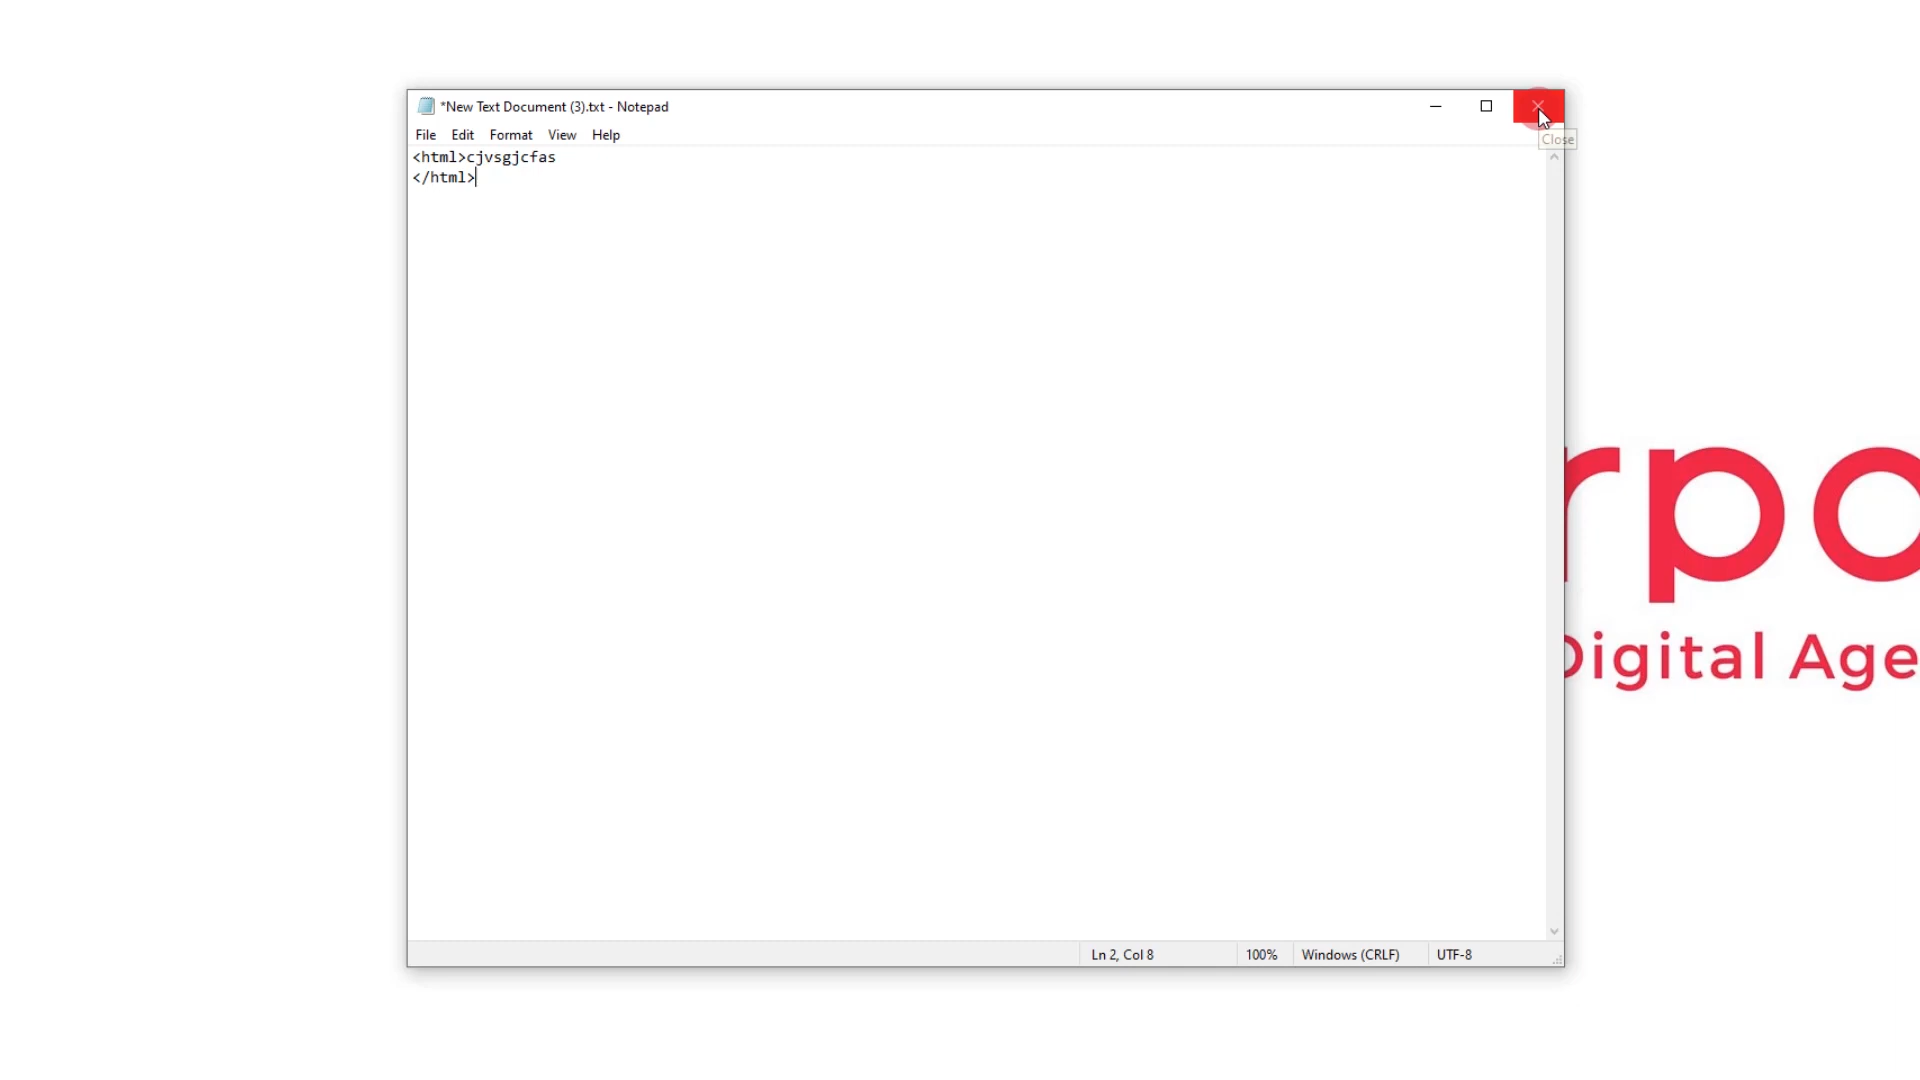 *New Text Document (3).txt - Notepad
Close
File Edit Format View Help
<html>cjvsgjcfas
</html>
rpo
Digital Age
Ln 2, Col 8 100% Windows (CRLF) UTF-8